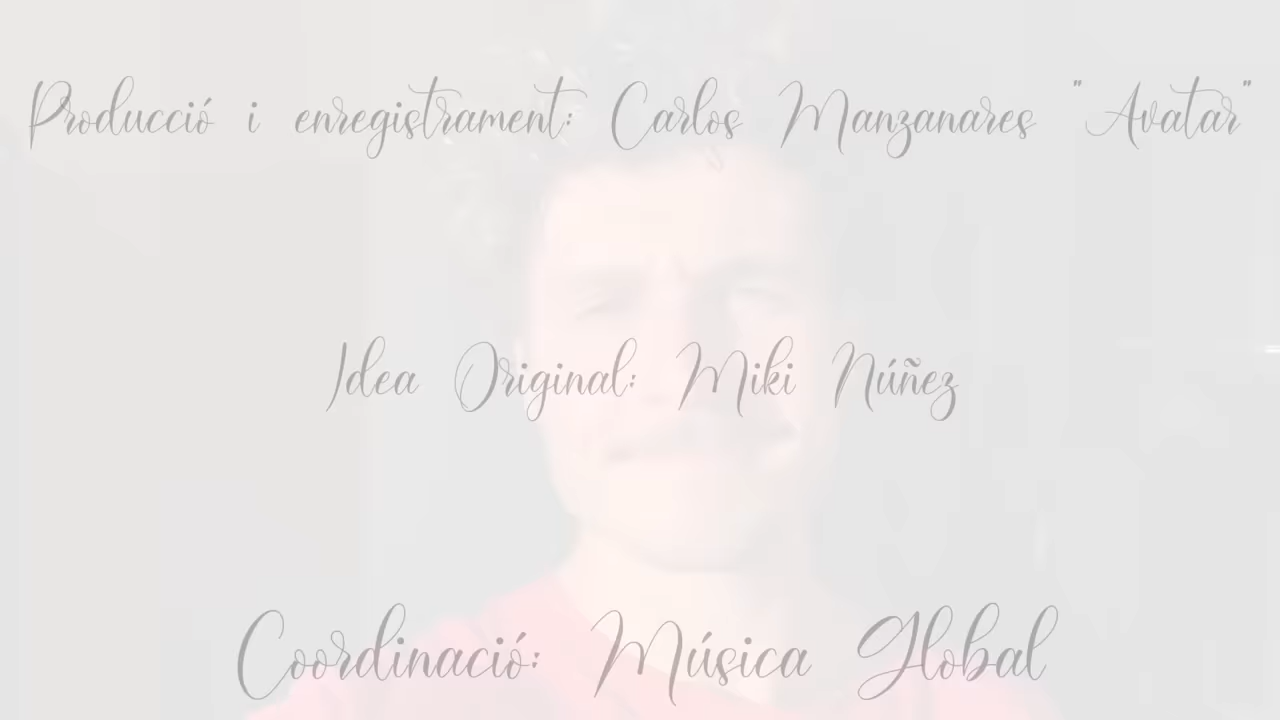 Producció i enregistrament: Carlos Manzanares "Avatar"
Idea Original: Miki Núñez
Coordinació: Música Global